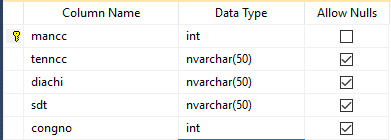 Column Name Data Type Allow Nulls
mancc int
tenncc nvarchar(50)
diachi nvarchar(50)
sdt nvarchar(50)
congno int